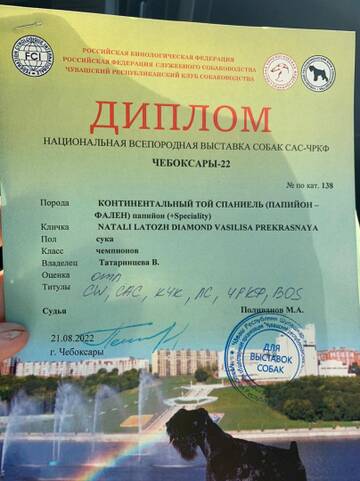 FCI
РОССИЙСКАЯ КИНОЛОГИЧЕСКАЯ ФЕДЕРАЦИЯ
РОССИЙСКАЯ ФЕДЕРАЦИЯ СЛУЖЕБНОГО СОБАКОВОДСТВА
ЧУВАШСКИЙ РЕСПУБЛИКАНСКИЙ КЛУБ СОБАКОВОДСТВА
ДИПЛОМ
НАЦИОНАЛЬНАЯ ВСЕПОРОДНАЯ ВЫСТАВКА СОБАК САС-ЧРКФ
ЧЕБОКСАРЫ-22
№ по кат. 138
Порода КОНТИНЕНТАЛЬНЫЙ ТОЙ СПАНИЕЛЬ (ПАПИЙОН –
ФАЛЕН) папийон (+Speciality)
Кличка NATALI LATOZH DIAMOND VASILISA PREKRASNAYA
Пол сука
Класс чемпионов
Владелец Татаринцева В.
Оценка отл
Титулы CW, CAC, КЧК, ЛС, ЧРКФ, BOS
Судья Поливанов М.А.
21.08.2022
г. Чебоксары
ДЛЯ
ВЫСТАВОК
СОБАК